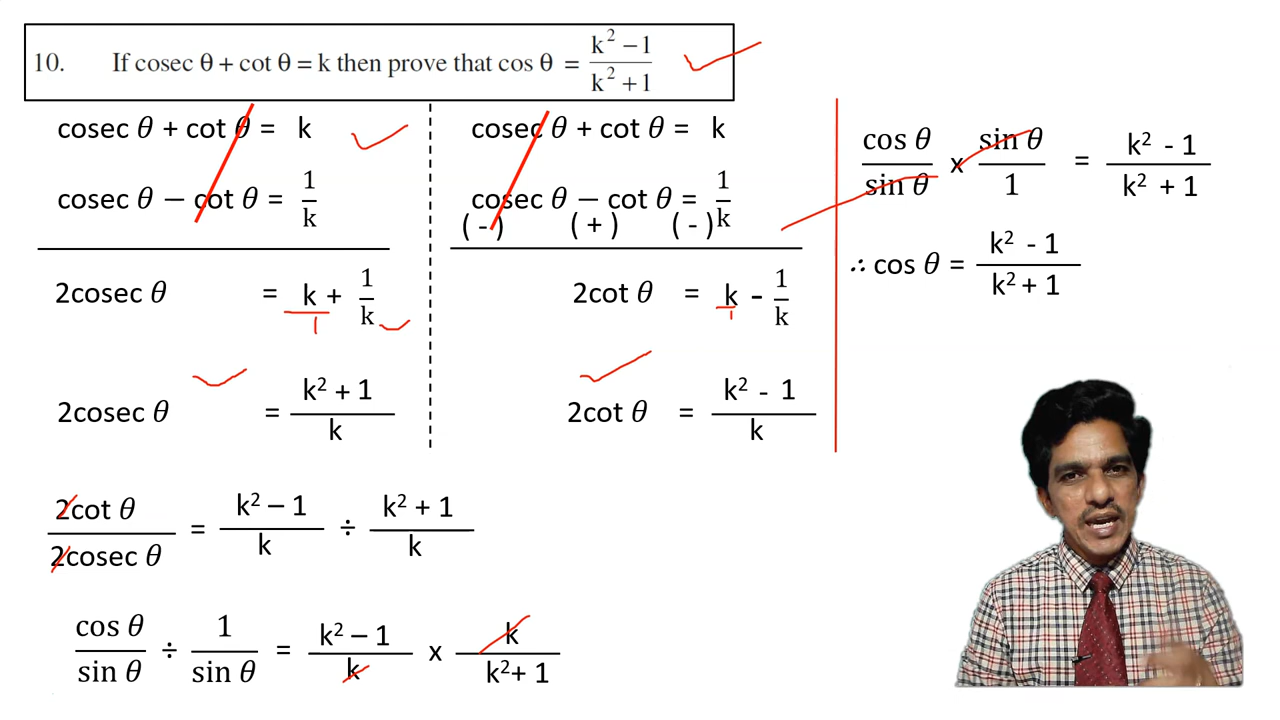 10. If cosec θ + cot θ = k then prove that cos θ = (k² – 1)/(k² + 1)
cosec θ + cot θ = k
cosec θ − cot θ = 1/k
2cosec θ = k + 1/k
1
2cosec θ = (k² + 1)/k
cosec θ + cot θ = k
cosec θ − cot θ = 1/k
( - ) ( + ) ( - )
2cot θ = k - 1/k
1
2cot θ = (k² - 1)/k
2cot θ/2cosec θ = (k² – 1)/k ÷ (k² + 1)/k
cos θ/sin θ ÷ 1/sin θ = (k² – 1)/k x k/(k²+ 1)
cos θ/sin θ x sin θ/1 = (k² - 1)/(k² + 1)
∴ cos θ = (k² - 1)/(k² + 1)